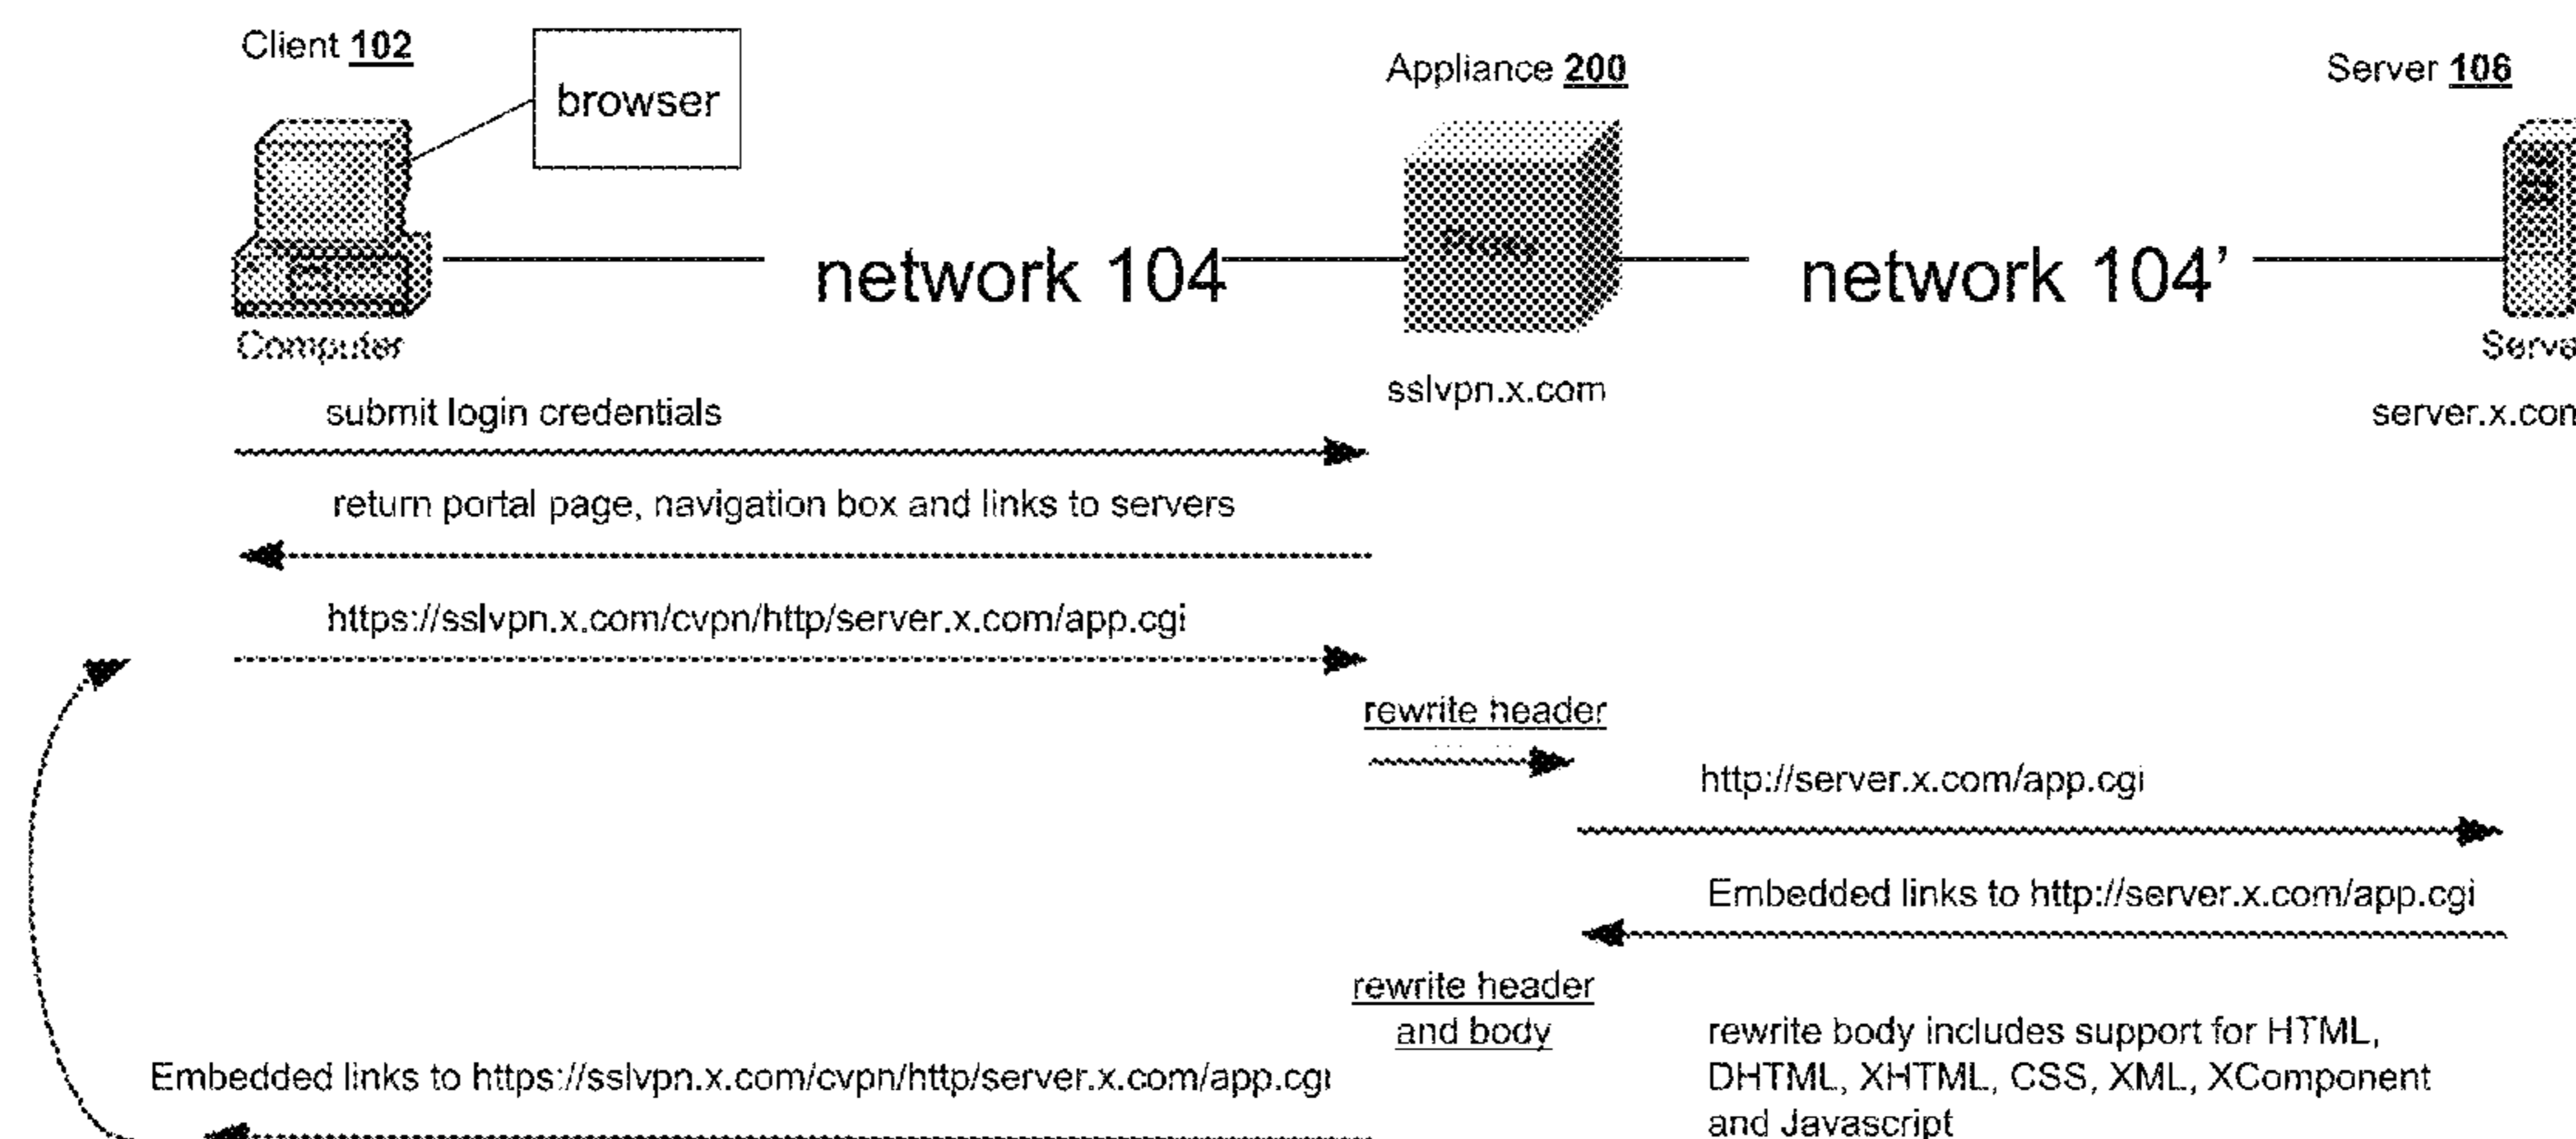 Client 102
browser
Appliance 200
Server 106
network 104
network 104’
Computer
sslvpn.x.com
submit login credentials
return portal page, navigation box and links to servers
https://sslvpn.x.com/cvpn/http/server.x.com/app.cgi
rewrite header
http://server.x.com/app.cgi
Embedded links to http://server.x.com/app.cgi
rewrite header
and body
rewrite body includes support for HTML,
DHTML, XHTML, CSS, XML, XComponent
and Javascript
Embedded links to https://sslvpn.x.com/cvpn/http/server.x.com/app.cgi